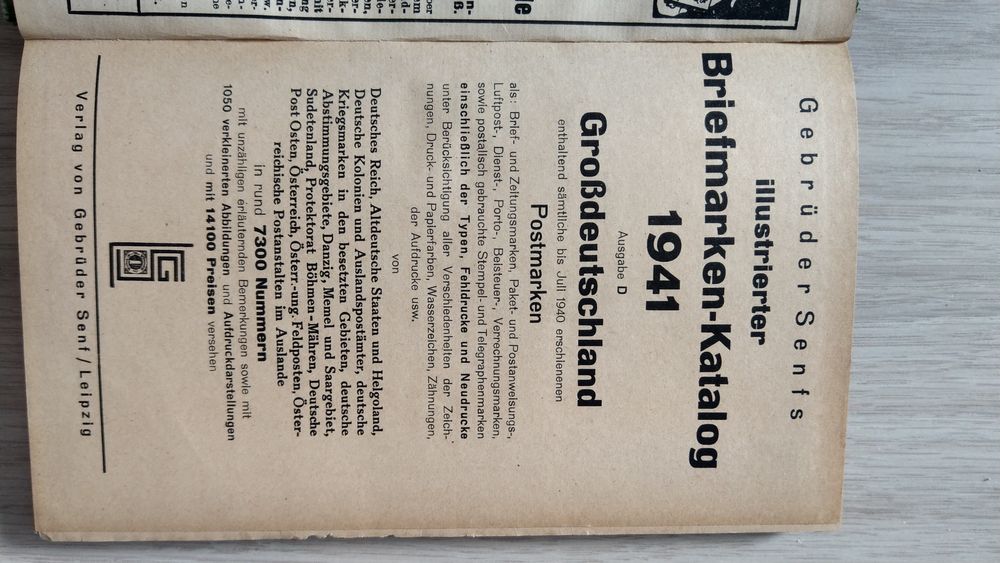 Gebrüder Senfs
illustrierter
Briefmarken-Katalog
1941
Ausgabe D
Großdeutschland
enthaltend sämtliche bis Juli 1940 erschienenen
Postmarken
als: Brief- und Zeitungsmarken, Paket- und Postanweisungs-,
Luftpost-, Dienst-, Porto-, Beisteuer-, Verrechnungsmarken,
sowie postalisch gebrauchte Stempel- und Telegraphenmarken
einschließlich der Typen, Fehldrucke und Neudrucke
unter Berücksichtigung aller Verschiedenheiten der Zeich-
nungen, Druck- und Papierfarben, Wasserzeichen, Zähnungen,
der Aufdrucke usw.
von
Deutsches Reich, Altdeutsche Staaten und Helgoland,
Deutsche Kolonien und Auslandspostämter, deutsche
Kriegsmarken in den besetzten Gebieten, deutsche
Abstimmungsgebiete, Danzig, Memel und Saargebiet,
Sudetenland, Protektorat Böhmen-Mähren, Deutsche
Post Osten, Österreich, Österr.-ung. Feldposten, Öster-
reichische Postanstalten im Auslande
in rund 7300 Nummern
mit unzähligen erläuternden Bemerkungen sowie mit
1050 verkleinerten Abbildungen und Aufdruckdarstellungen
und mit 14100 Preisen versehen
Verlag von Gebrüder Senf / Leipzig